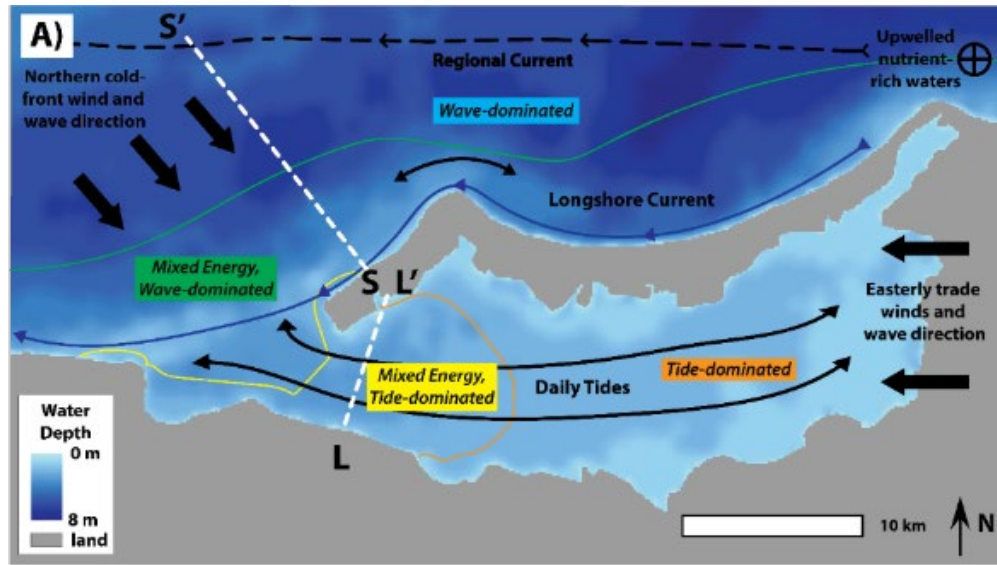 A)
S'
Regional Current
Upwelled
nutrient-
rich waters
Northern cold-
front wind and
wave direction
Wave-dominated
Longshore Current
Mixed Energy,
Wave-dominated
S
L'
Easterly trade
winds and
wave direction
Mixed Energy,
Tide-dominated
Daily Tides
Tide-dominated
L
Water
Depth
0 m
8 m
land
10 km
N